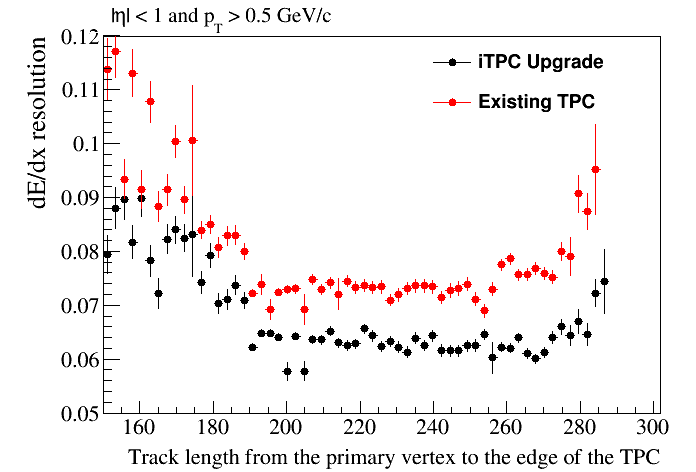 |η| < 1 and pT > 0.5 GeV/c
dE/dx resolution
0.12
0.11
0.1
0.09
0.08
0.07
0.06
0.05
iTPC Upgrade
Existing TPC
160 180 200 220 240 260 280 300
Track length from the primary vertex to the edge of the TPC